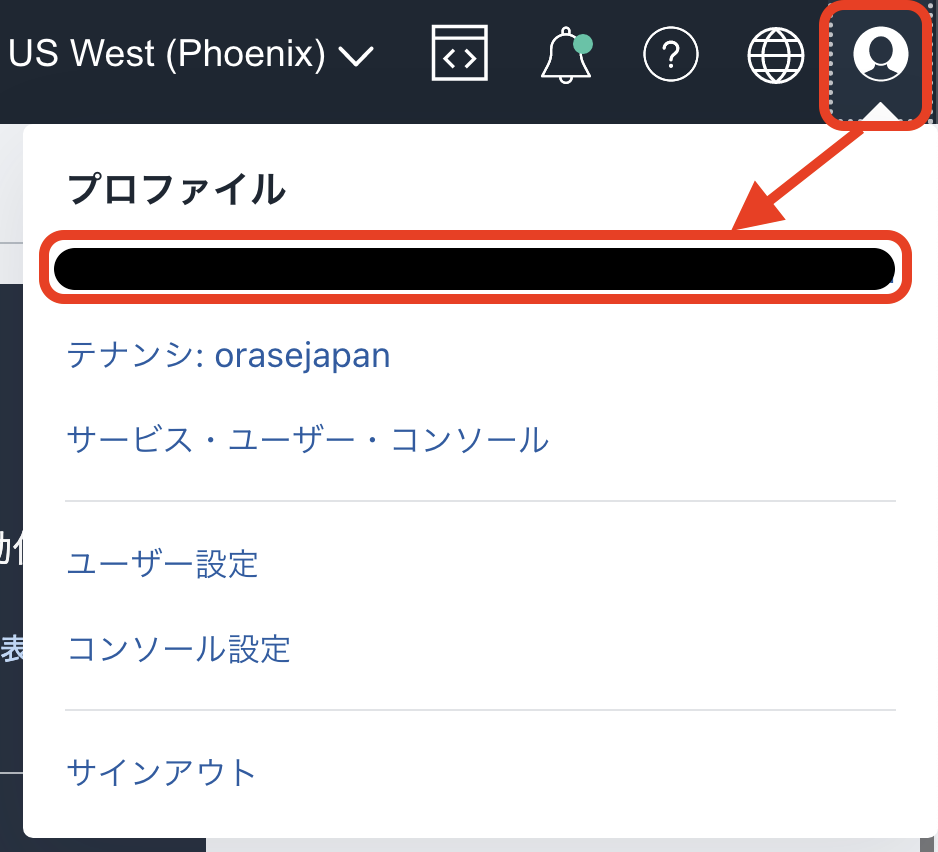 US West (Phoenix)
?
プロファイル
テナンシ: orasejapan
サービス・ユーザー・コンソール
ユーザー設定
コンソール設定
サインアウト
表